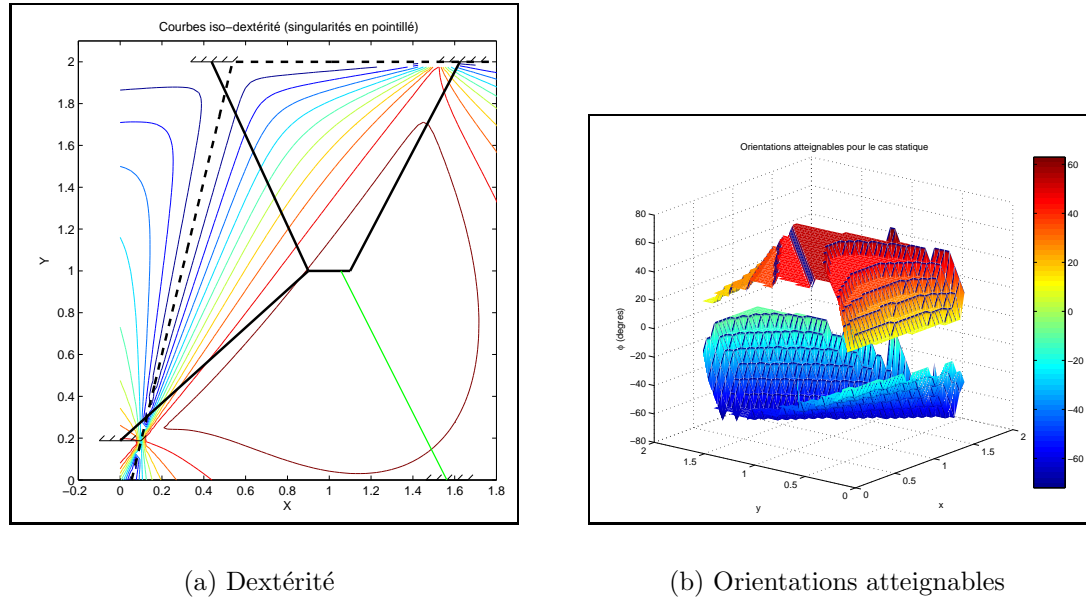 Courbes iso−dextérité (singularités en pointillé)
2
1.8
1.6
1.4
1.2
1
0.8
0.6
0.4
0.2
0
Y
−0.2 0 0.2 0.4 0.6 0.8 1 1.2 1.4 1.6 1.8
X
(a) Dextérité
Orientations atteignables pour le cas statique
80
60
40
20
0
−20
−40
−60
−80
ϕ (degres)
2 1.5 1 0.5 0
y
0 0.5 1 1.5 2
x
60
40
20
0
−20
−40
−60
(b) Orientations atteignables